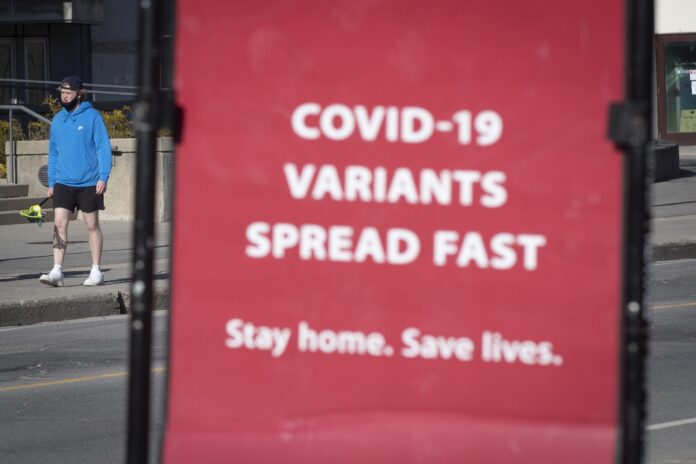 COVID-19
VARIANTS
SPREAD FAST
Stay home. Save lives.